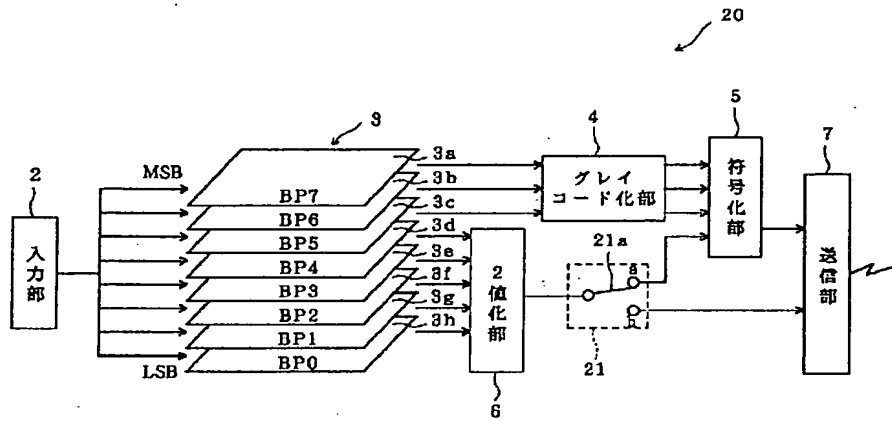 20
5
7
4
3
2
3a
MSB
3b
BP7
グレイ
コード化部
符号化部
3c
BP6
3d
BP5
3e
BP4
21a
入力部
3f
BP3
2値化部
a
送信部
3g
BP2
3h
BP1
b
LSB
BP0
21
6